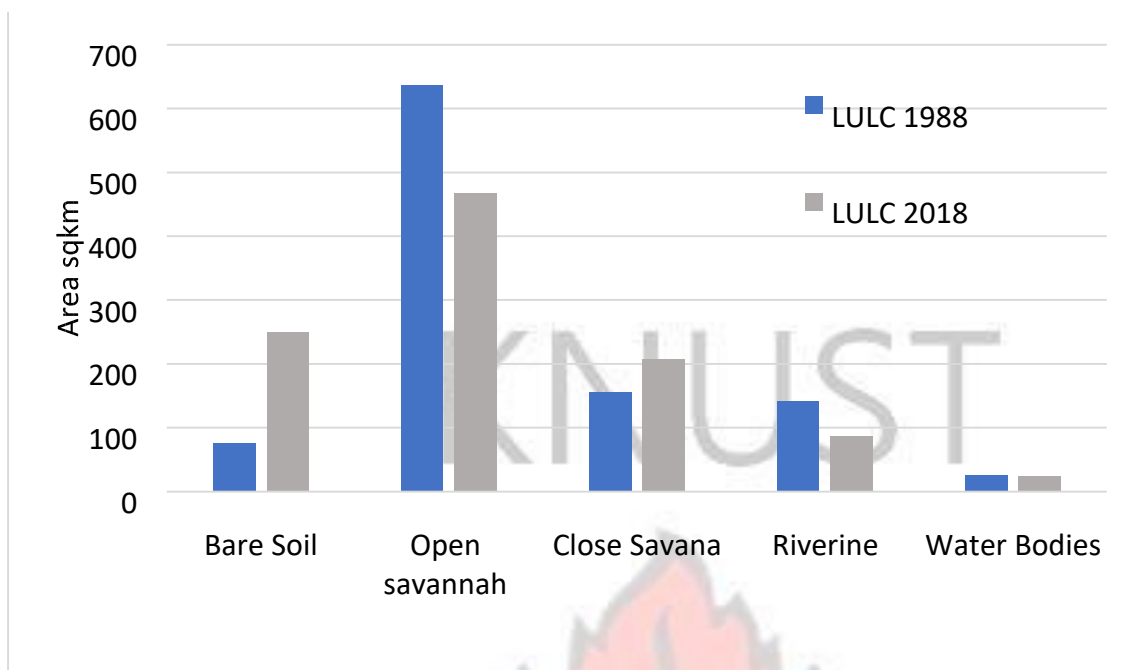 700
600
500
400
300
200
100
0
Area sqkm
LULC 1988
LULC 2018
KNUST
Bare Soil
Open
savannah
Close Savana
Riverine
Water Bodies